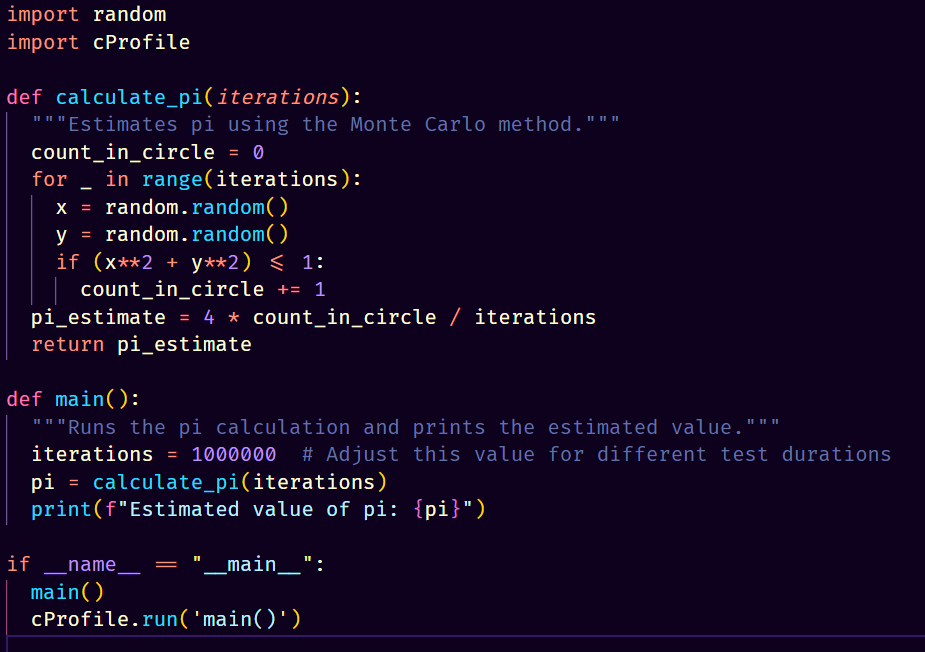 import random
import cProfile

def calculate_pi(iterations):
  """Estimates pi using the Monte Carlo method."""
  count_in_circle = 0
  for _ in range(iterations):
    x = random.random()
    y = random.random()
    if (x**2 + y**2) <= 1:
      count_in_circle += 1
  pi_estimate = 4 * count_in_circle / iterations
  return pi_estimate

def main():
  """Runs the pi calculation and prints the estimated value."""
  iterations = 1000000  # Adjust this value for different test durations
  pi = calculate_pi(iterations)
  print(f"Estimated value of pi: {pi}")

if __name__ == "__main__":
  main()
  cProfile.run('main()')